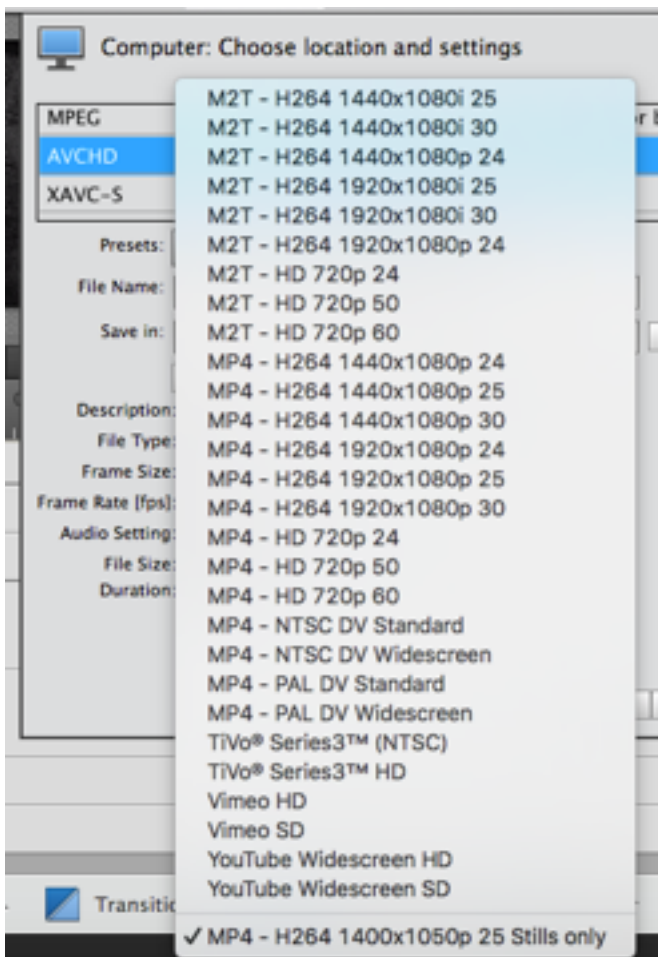 Computer: Choose location and settings
MPEG
AVCHD
XAVC-S
Presets:
File Name:
Save in:
Description:
File Type:
Frame Size:
Frame Rate [fps]:
Audio Setting:
File Size:
Duration:
M2T - H264 1440x1080i 25
M2T - H264 1440x1080i 30
M2T - H264 1440x1080p 24
M2T - H264 1920x1080i 25
M2T - H264 1920x1080i 30
M2T - H264 1920x1080p 24
M2T - HD 720p 24
M2T - HD 720p 50
M2T - HD 720p 60
MP4 - H264 1440x1080p 24
MP4 - H264 1440x1080p 25
MP4 - H264 1440x1080p 30
MP4 - H264 1920x1080p 24
MP4 - H264 1920x1080p 25
MP4 - H264 1920x1080p 30
MP4 - HD 720p 24
MP4 - HD 720p 50
MP4 - HD 720p 60
MP4 - NTSC DV Standard
MP4 - NTSC DV Widescreen
MP4 - PAL DV Standard
MP4 - PAL DV Widescreen
TiVo® Series3™ (NTSC)
TiVo® Series3™ HD
Vimeo HD
Vimeo SD
YouTube Widescreen HD
YouTube Widescreen SD
✓ MP4 - H264 1400x1050p 25 Stills only